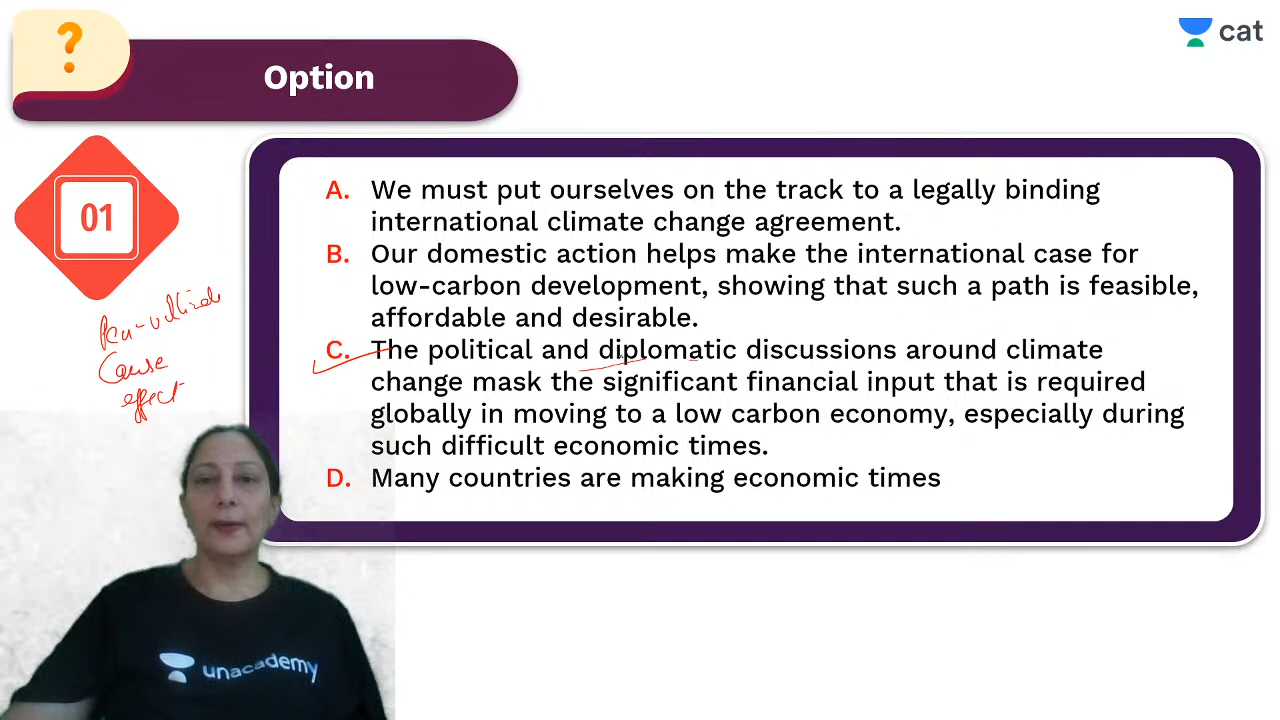 ?
Option
cat
01
A. We must put ourselves on the track to a legally binding
international climate change agreement.
B. Our domestic action helps make the international case for
low-carbon development, showing that such a path is feasible,
affordable and desirable.
C. The political and diplomatic discussions around climate
change mask the significant financial input that is required
globally in moving to a low carbon economy, especially during
such difficult economic times.
D. Many countries are making economic times
Cause
effect
unacademy